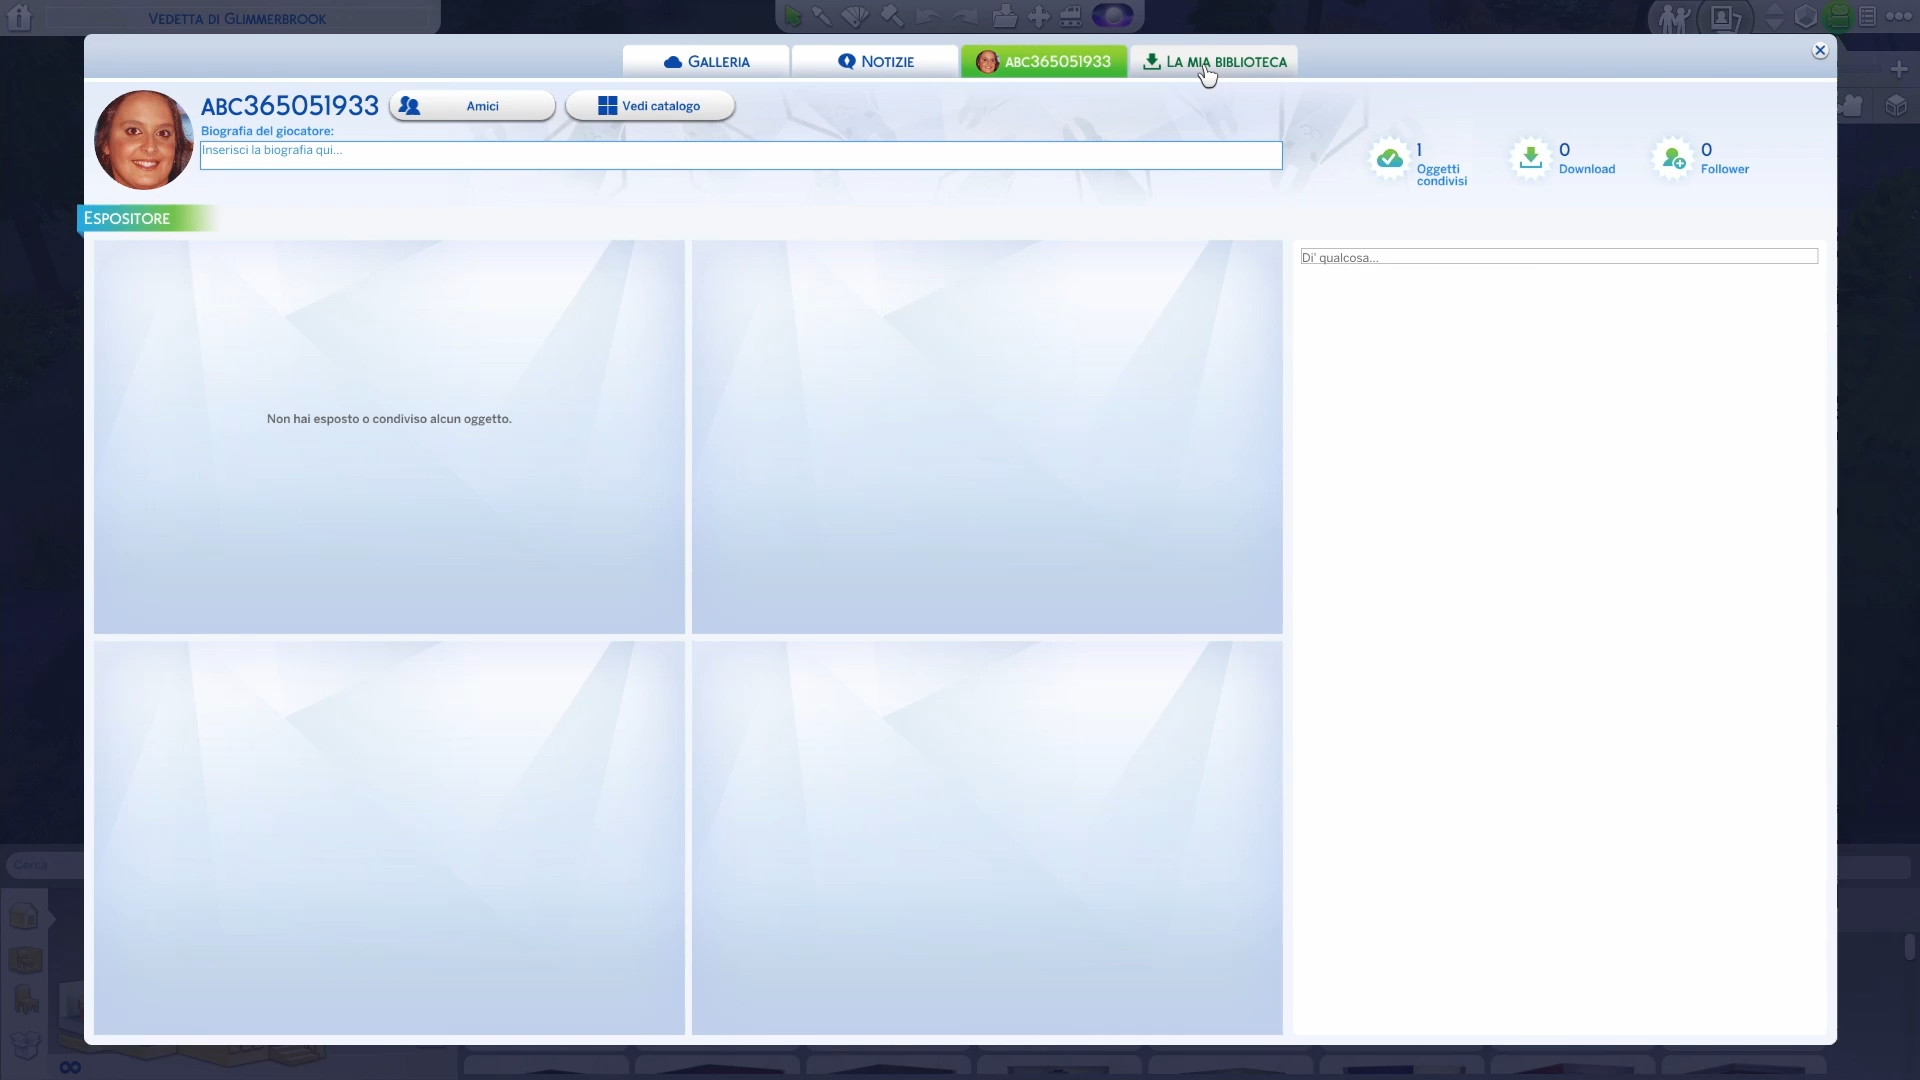 VEDETTA DI GLIMMERBROOK
GALLERIA
NOTIZIE
ABC365051933
LA MIA BIBLIOTECA
ABC365051933
Amici
Vedi catalogo
Biografia del giocatore:
Inserisci la biografia qui...
1
Oggetti
condivisi
0
Download
0
Follower
ESPOSITORE
Non hai esposto o condiviso alcun oggetto.
Di' qualcosa...
Cerca